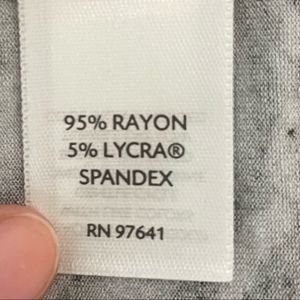 95% RAYON
5% LYCRA®
SPANDEX
RN 97641